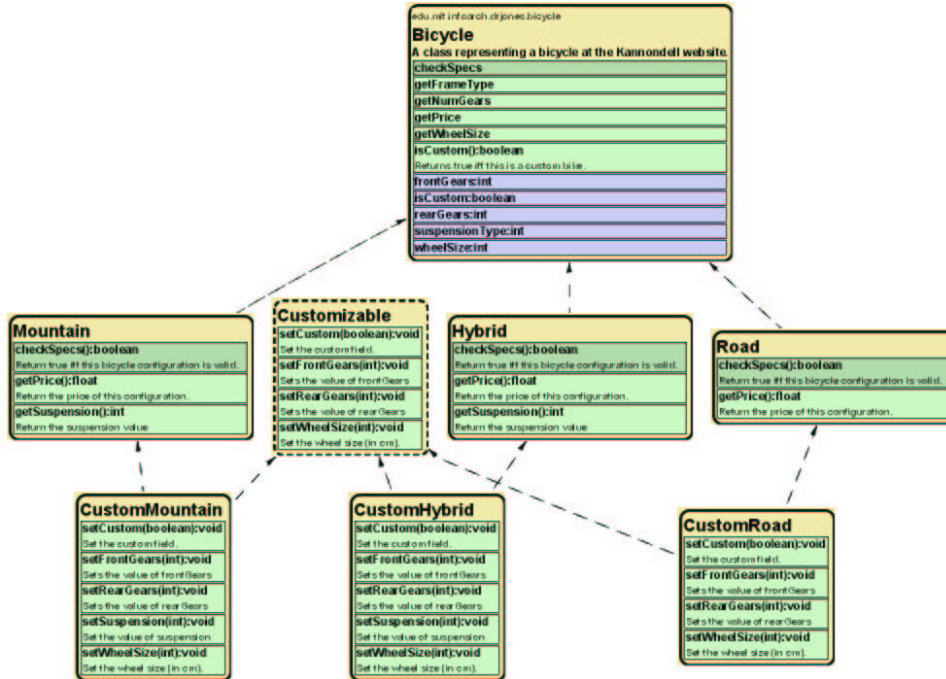 edu.mit.infoarch.drjones.bicycle
Bicycle
A class representing a bicycle at the Kannondell website.
checkSpecs
getFrameType
getNumGears
getPrice
getWheelSize
isCustom():boolean
Returns true iff this is a custom bike.
frontGears:int
isCustom:boolean
rearGears:int
suspensionType:int
wheelSize:int
Mountain
checkSpecs():boolean
Return true iff this bicycle configuration is valid.
getPrice():float
Return the price of this configuration.
getSuspension():int
Return the suspension value
Customizable
setCustom(boolean):void
Set the custom field.
setFrontGears(int):void
Sets the value of frontGears
setRearGears(int):void
Sets the value of rearGears
setWheelSize(int):void
Set the wheel size (in cm).
Hybrid
checkSpecs():boolean
Return true iff this bicycle configuration is valid.
getPrice():float
Return the price of this configuration.
getSuspension():int
Return the suspension value
Road
checkSpecs():boolean
Return true iff this bicycle configuration is valid.
getPrice():float
Return the price of this configuration.
CustomMountain
setCustom(boolean):void
Set the custom field.
setFrontGears(int):void
Sets the value of frontGears
setRearGears(int):void
Sets the value of rearGears
setSuspension(int):void
Set the value of suspension
setWheelSize(int):void
Set the wheel size (in cm).
CustomHybrid
setCustom(boolean):void
Set the custom field.
setFrontGears(int):void
Sets the value of frontGears
setRearGears(int):void
Sets the value of rearGears
setSuspension(int):void
Set the value of suspension
setWheelSize(int):void
Set the wheel size (in cm).
CustomRoad
setCustom(boolean):void
Set the custom field.
setFrontGears(int):void
Sets the value of frontGears
setRearGears(int):void
Sets the value of rearGears
setWheelSize(int):void
Set the wheel size (in cm).